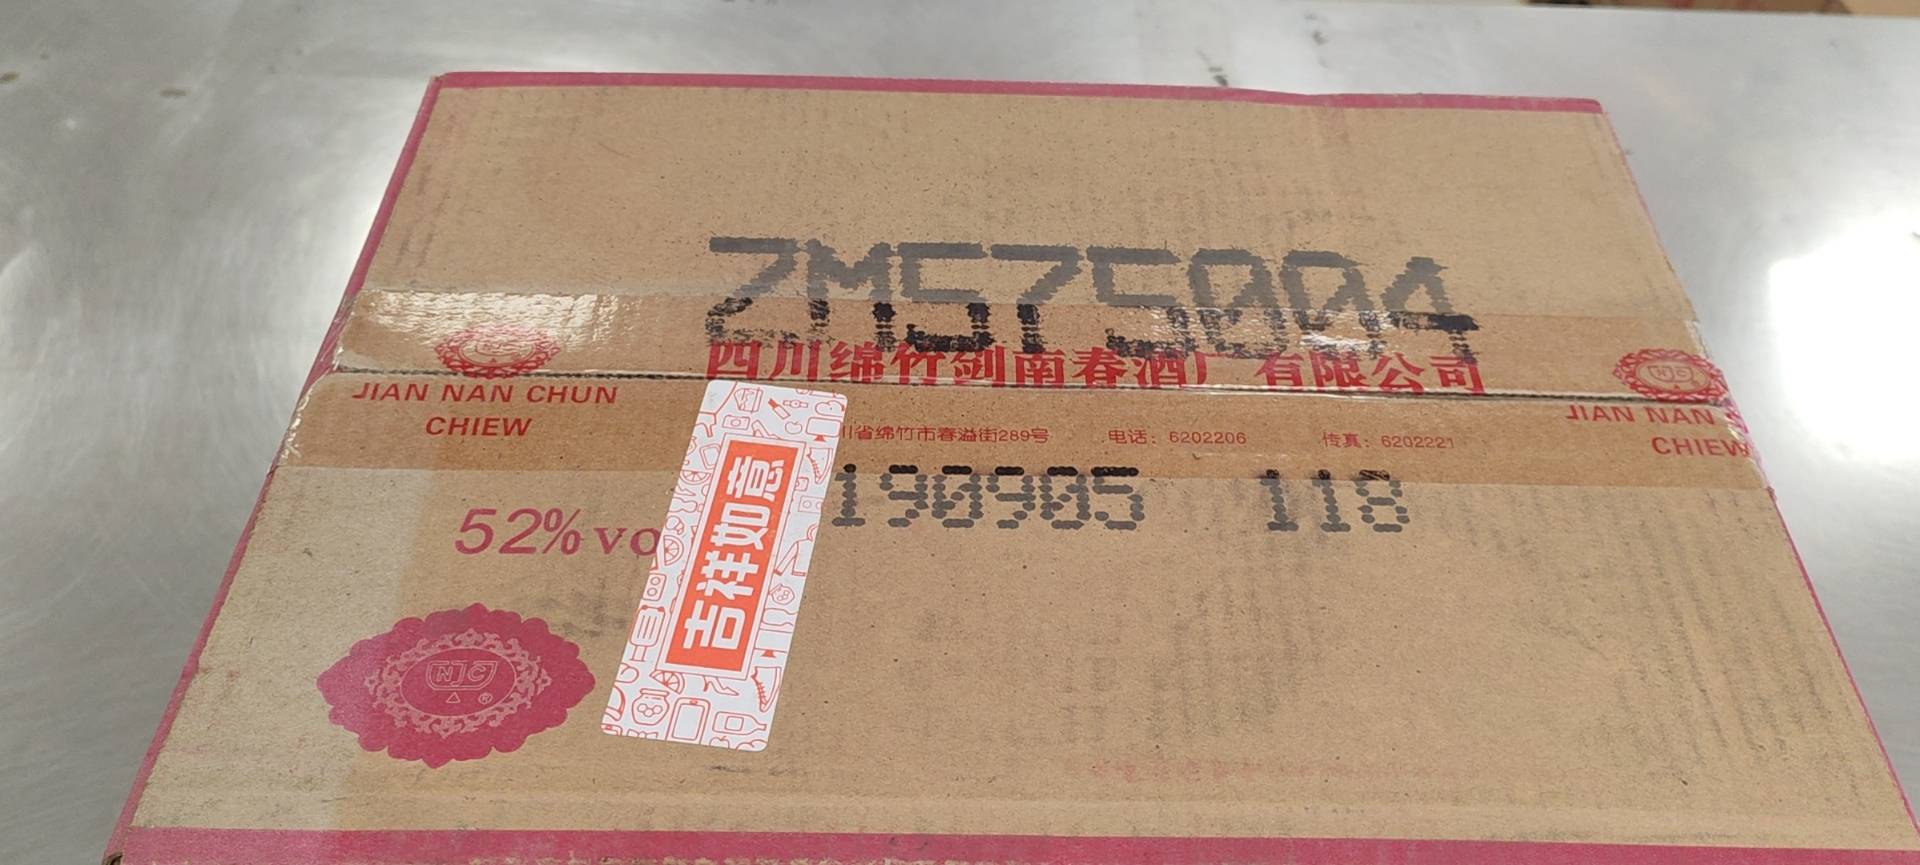 ZM575004
四川绵竹剑南春酒厂有限公司
JIAN NAN CHUN
CHIEW
JIAN NAN
CHIEW
川省绵竹市春溢街289号 电话：6202206 传真：6202221
190905 118
52% vo
吉祥如意
NJC
®